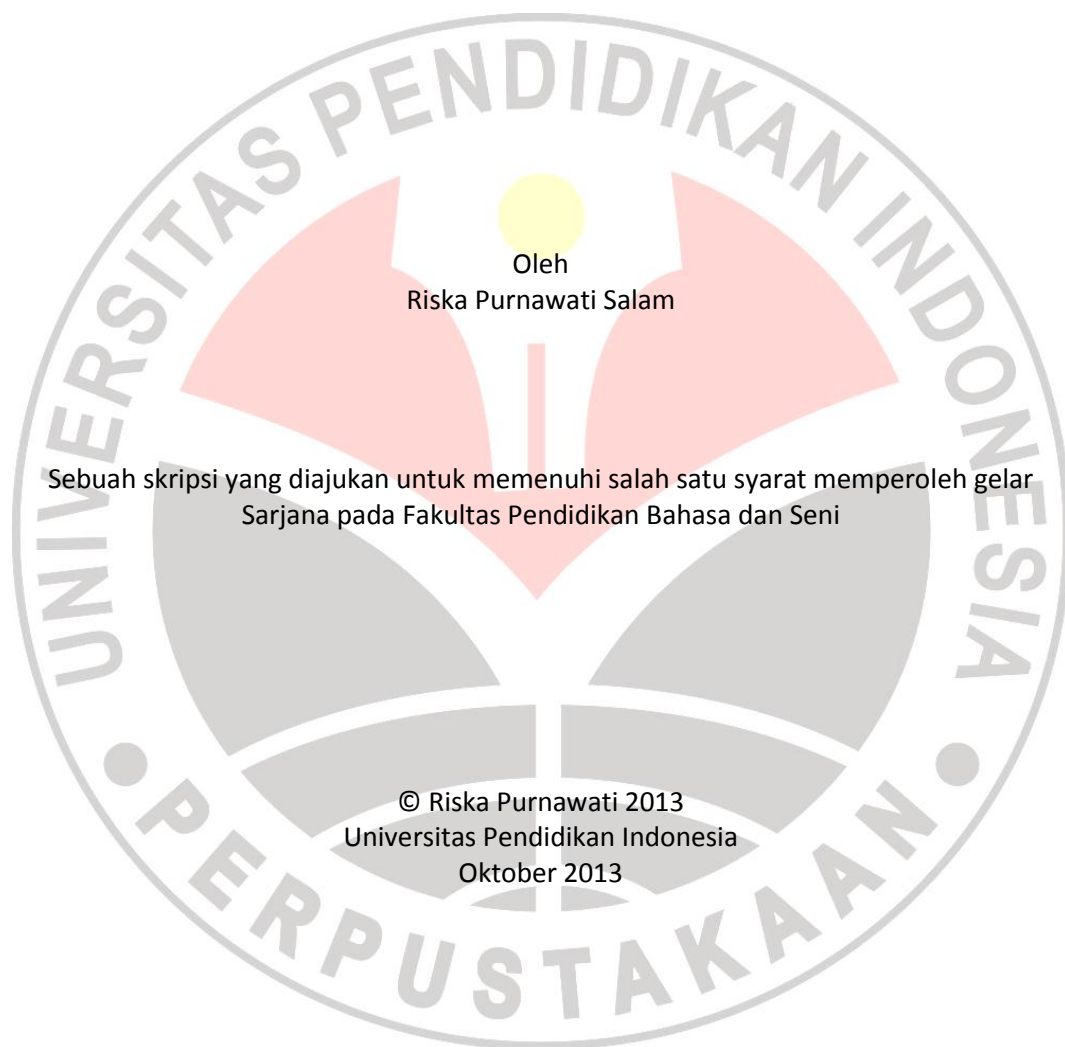 UNIVERSITAS PENDIDIKAN INDONESIA
Oleh
Riska Purnawati Salam
Sebuah skripsi yang diajukan untuk memenuhi salah satu syarat memperoleh gelar
Sarjana pada Fakultas Pendidikan Bahasa dan Seni
© Riska Purnawati 2013
Universitas Pendidikan Indonesia
Oktober 2013
PERPUSTAKAAN